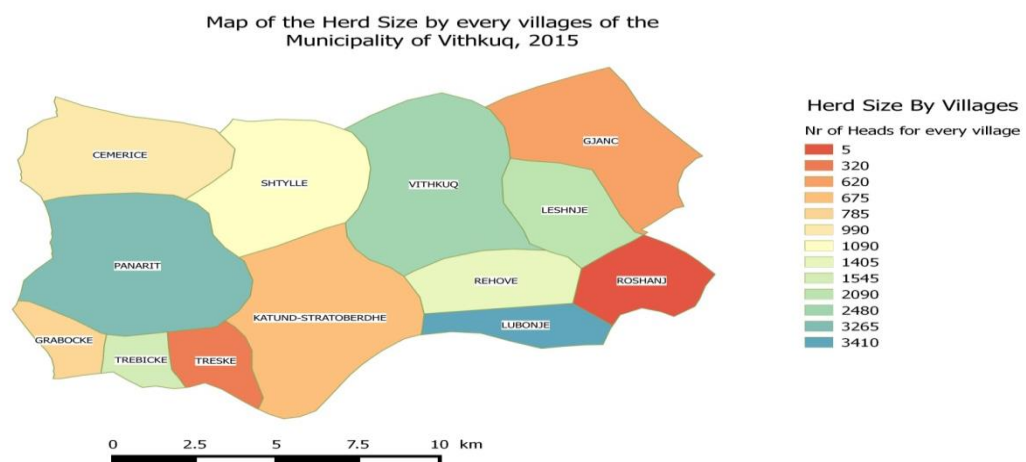 Map of the Herd Size by every villages of the
Municipality of Vithkuq, 2015
GJANC
CEMERICE
SHTYLLE
VITHKUQ
LESHNJE
PANARIT
REHOVE
ROSHANJ
KATUND-STRATOBERDHE
LUBONJE
GRABOCKE
TREBICKE
TRESKE
0 2.5 5 7.5 10 km
Herd Size By Villages
Nr of Heads for every village
5
320
620
675
785
990
1090
1405
1545
2090
2480
3265
3410